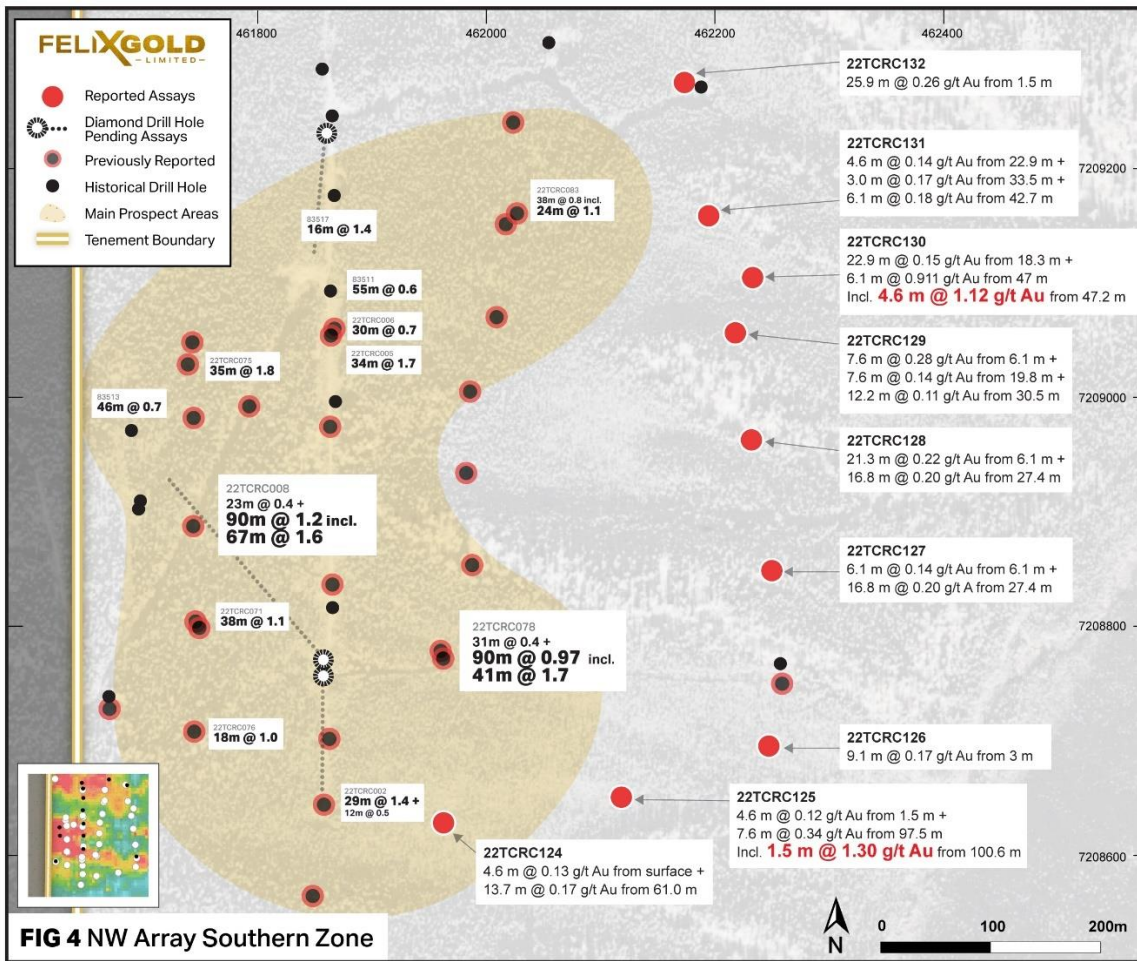 461800
462000
462200
462400
FELIXGOLD
LIMITED
Reported Assays
Diamond Drill Hole
Pending Assays
Previously Reported
Historical Drill Hole
Main Prospect Areas
Tenement Boundary
22TCRC132
25.9 m @ 0.26 g/t Au from 1.5 m
7209200
22TCRC131
4.6 m @ 0.14 g/t Au from 22.9 m +
3.0 m @ 0.17 g/t Au from 33.5 m +
6.1 m @ 0.18 g/t Au from 42.7 m
22TCRC083
38m @ 0.8 incl.
24m @ 1.1
83517
16m @ 1.4
22TCRC130
22.9 m @ 0.15 g/t Au from 18.3 m +
6.1 m @ 0.911 g/t Au from 47 m
Incl. 4.6 m @ 1.12 g/t Au from 47.2 m
83511
55m @ 0.6
22TCRC006
30m @ 0.7
22TCRC005
34m @ 1.7
22TCRC075
35m @ 1.8
22TCRC129
7.6 m @ 0.28 g/t Au from 6.1 m +
7.6 m @ 0.14 g/t Au from 19.8 m +
12.2 m @ 0.11 g/t Au from 30.5 m
7209000
83513
46m @ 0.7
22TCRC128
21.3 m @ 0.22 g/t Au from 6.1 m +
16.8 m @ 0.20 g/t Au from 27.4 m
22TCRC008
23m @ 0.4 +
90m @ 1.2 incl.
67m @ 1.6
22TCRC127
6.1 m @ 0.14 g/t Au from 6.1 m +
16.8 m @ 0.20 g/t A from 27.4 m
22TCRC071
38m @ 1.1
22TCRC078
31m @ 0.4 +
90m @ 0.97 incl.
41m @ 1.7
7208800
22TCRC076
18m @ 1.0
22TCRC126
9.1 m @ 0.17 g/t Au from 3 m
22TCRC002
29m @ 1.4 +
12m @ 0.5
22TCRC125
4.6 m @ 0.12 g/t Au from 1.5 m +
7.6 m @ 0.34 g/t Au from 97.5 m
Incl. 1.5 m @ 1.30 g/t Au from 100.6 m
7208600
22TCRC124
4.6 m @ 0.13 g/t Au from surface +
13.7 m @ 0.17 g/t Au from 61.0 m
FIG 4 NW Array Southern Zone
N
0
100
200m